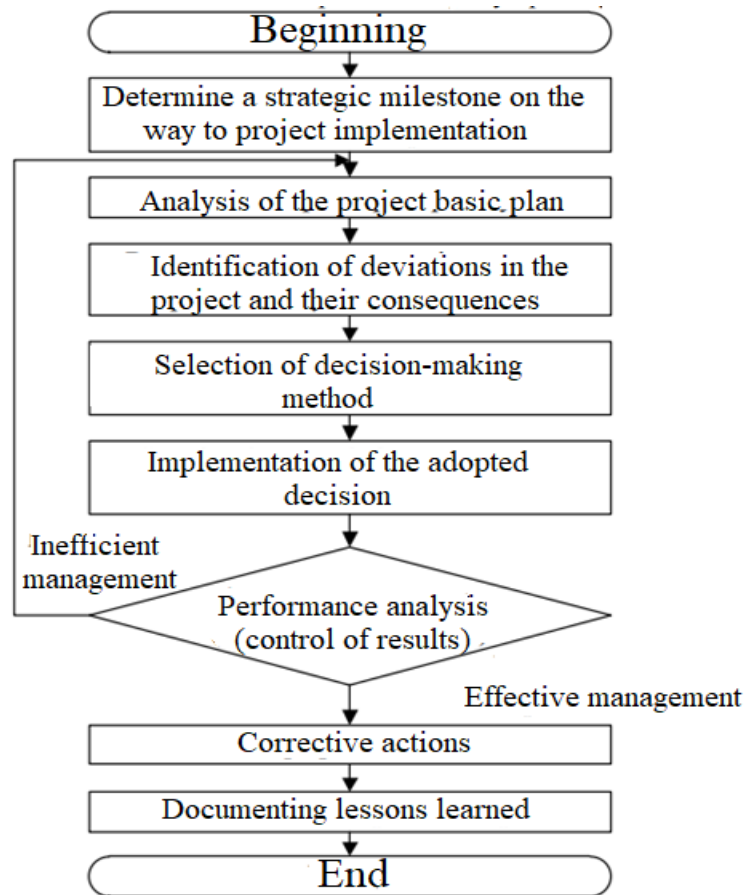 Beginning
Determine a strategic milestone on the
way to project implementation
Analysis of the project basic plan
Identification of deviations in the
project and their consequences
Selection of decision-making
method
Implementation of the adopted
decision
Inefficient
management
Performance analysis
(control of results)
Effective management
Corrective actions
Documenting lessons learned
End